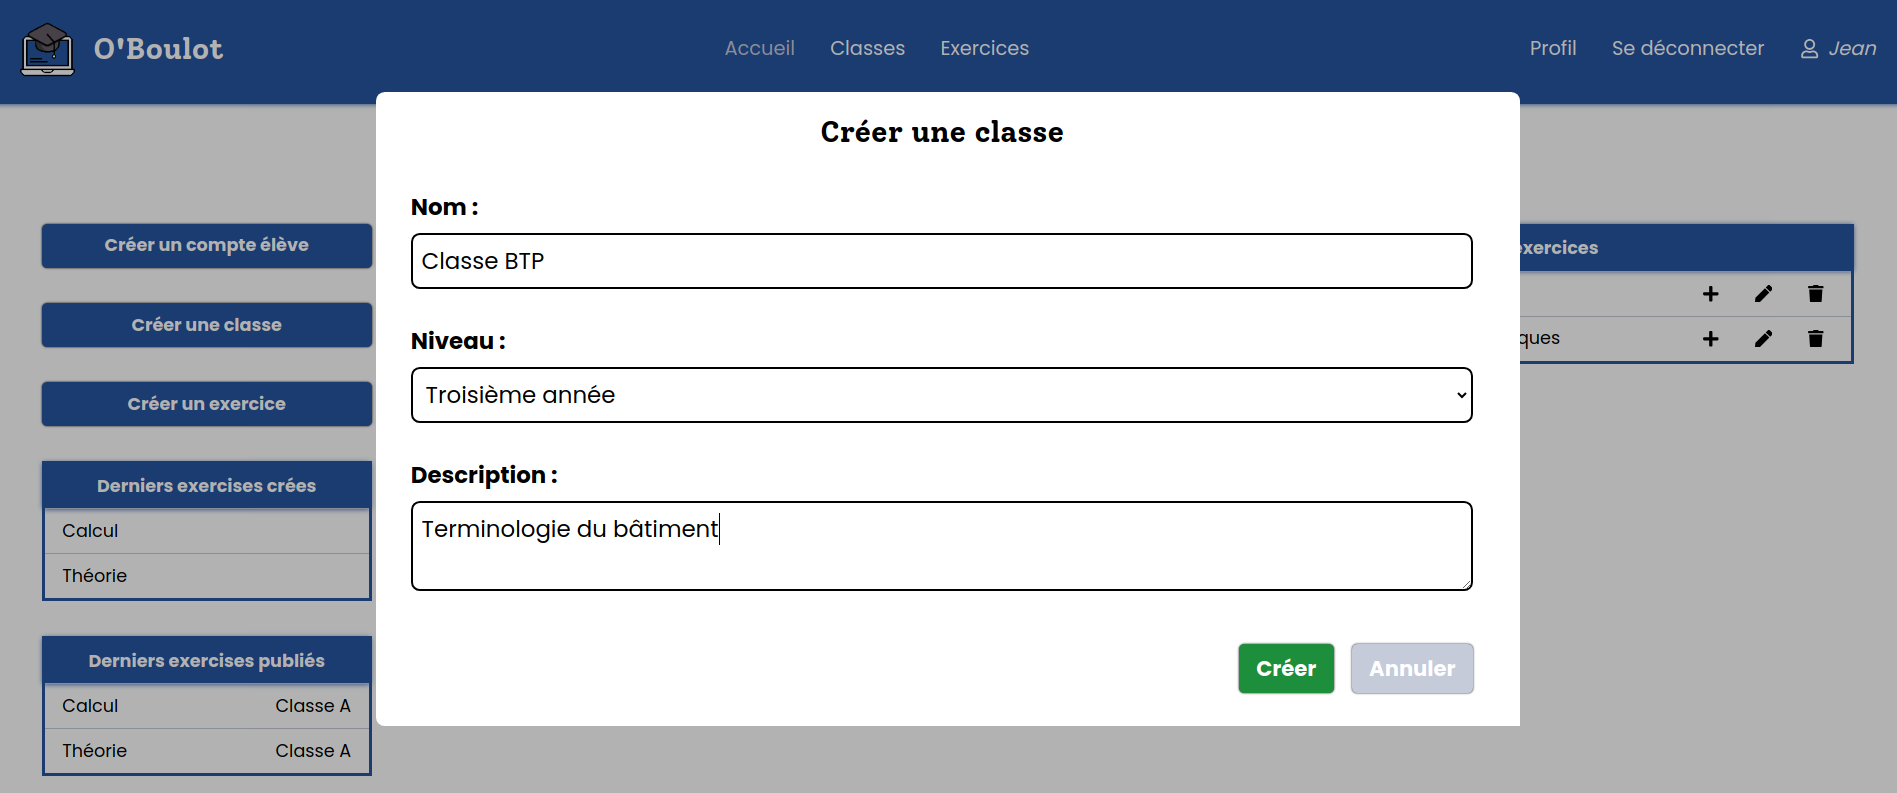 O'Boulot
Accueil Classes Exercices
Profil Se déconnecter Jean
Créer un compte élève
Créer une classe
Créer un exercice
Derniers exercises crées
Calcul
Théorie
Derniers exercises publiés
Calcul Classe A
Théorie Classe A
Créer une classe
Nom :
Classe BTP
Niveau :
Troisième année
Description :
Terminologie du bâtiment
Créer Annuler
exercices
ques